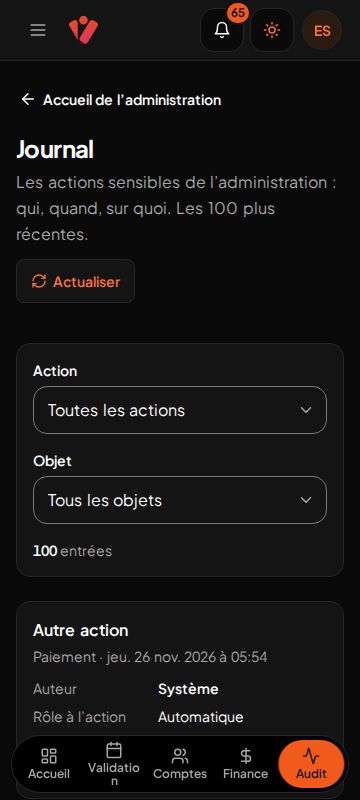 65
ES
Accueil de l’administration
Journal
Les actions sensibles de l’administration :
qui, quand, sur quoi. Les 100 plus
récentes.
Actualiser
Action
Toutes les actions
Objet
Tous les objets
100 entrées
Autre action
Paiement · jeu. 26 nov. 2026 à 05:54
Auteur Système
Rôle à l’action Automatique
Accueil
Validatio
n
Comptes
Finance
Audit